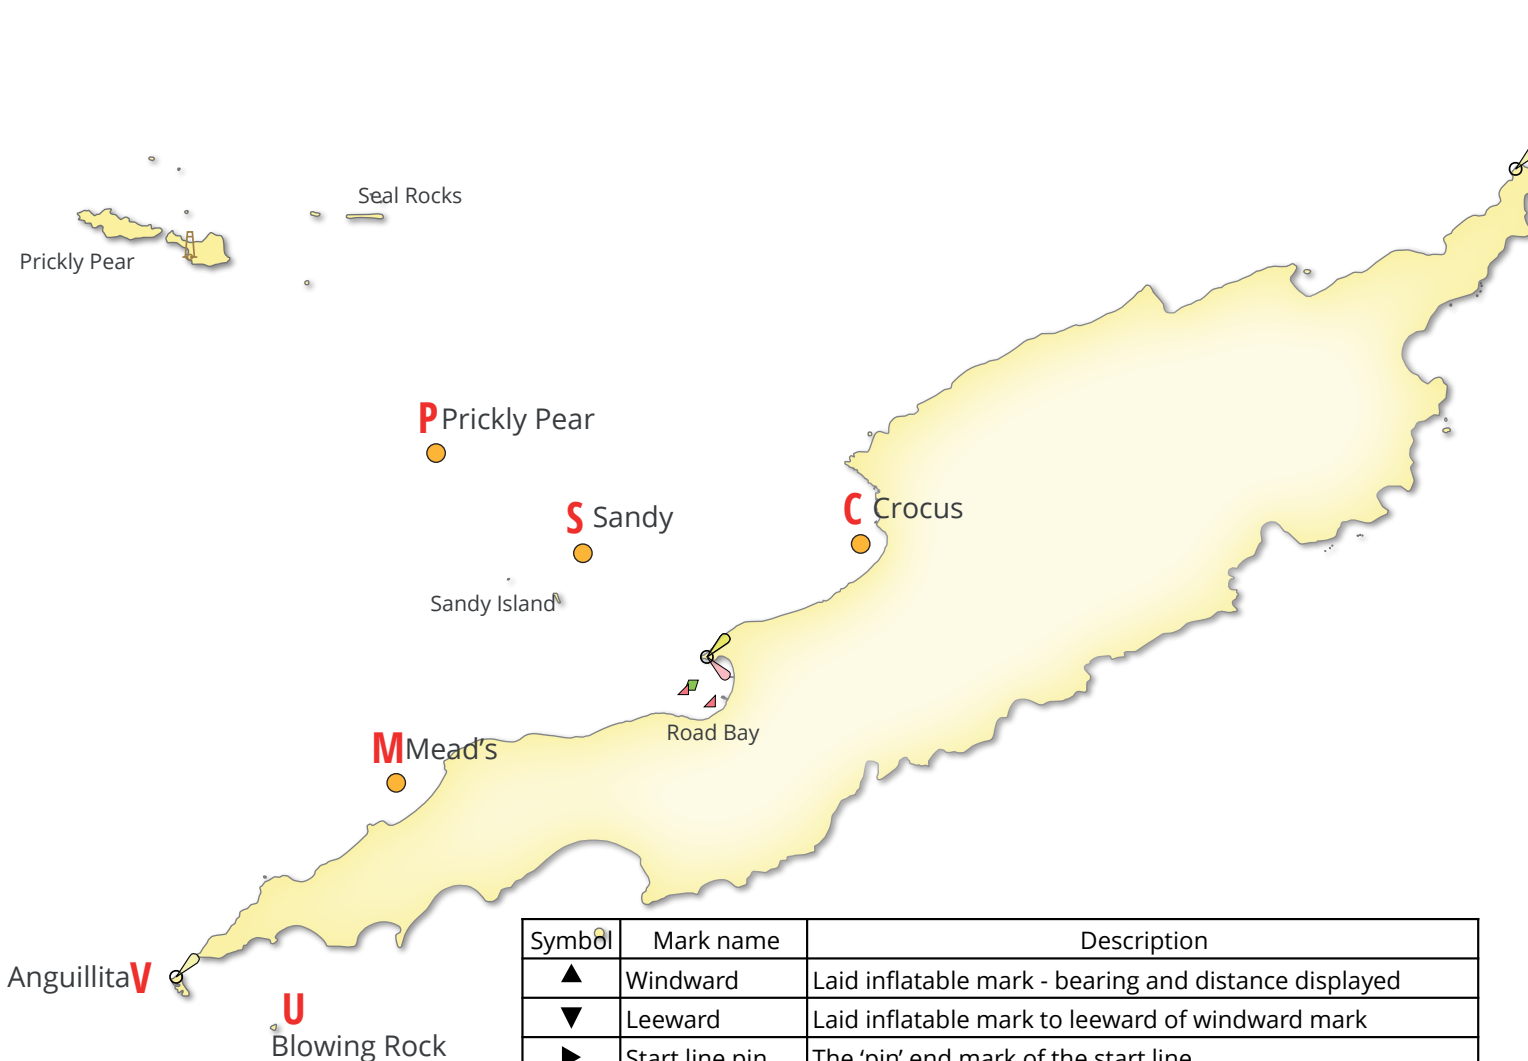 Seal Rocks
Prickly Pear
P Prickly Pear
S Sandy
C Crocus
Sandy Island
Road Bay
M Mead's
Anguillita V
U
Blowing Rock
Symbol Mark name Description
Windward Laid inflatable mark - bearing and distance displayed
Leeward Laid inflatable mark to leeward of windward mark
Start line pin The 'pin' end mark of the start line